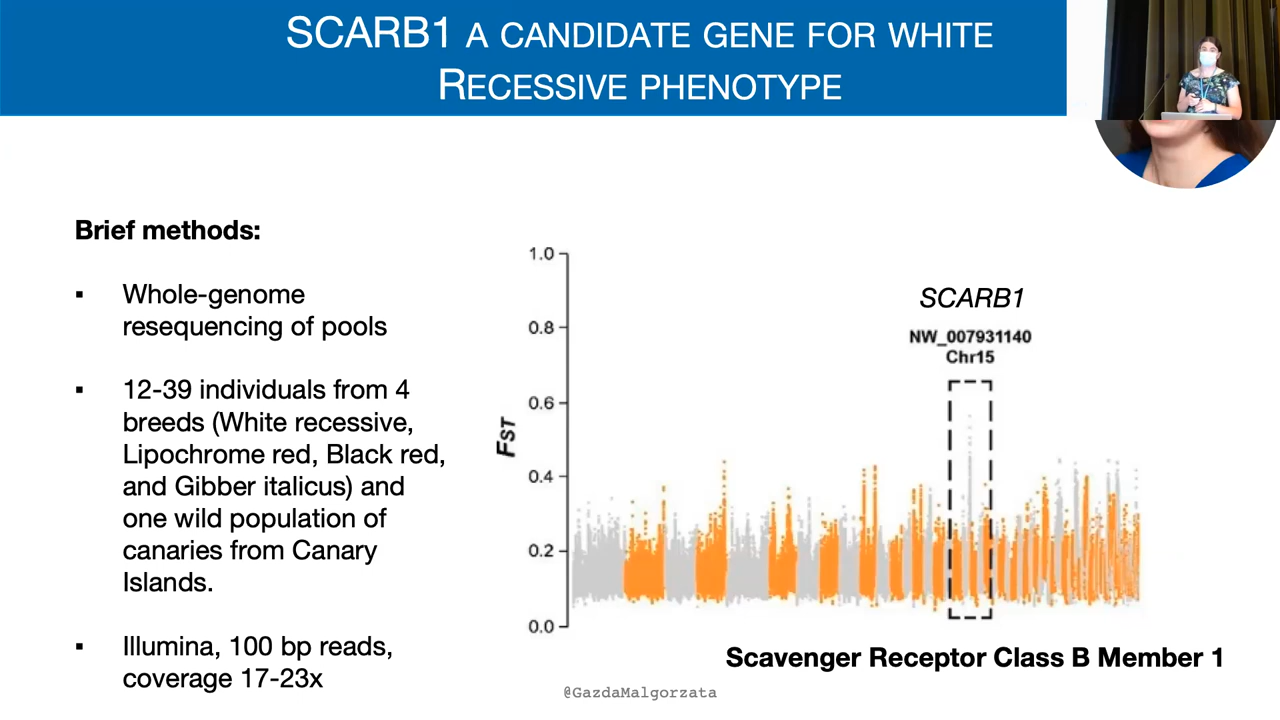 SCARB1 A CANDIDATE GENE FOR WHITE
RECESSIVE PHENOTYPE
Brief methods:
▪ Whole-genome
resequencing of pools
▪ 12-39 individuals from 4
breeds (White recessive,
Lipochrome red, Black red,
and Gibber italicus) and
one wild population of
canaries from Canary
Islands.
▪ Illumina, 100 bp reads,
coverage 17-23x
1.0
0.8
0.6
0.4
0.2
0.0
FST
SCARB1
NW_007931140
Chr15
Scavenger Receptor Class B Member 1
@GazdaMalgorzata